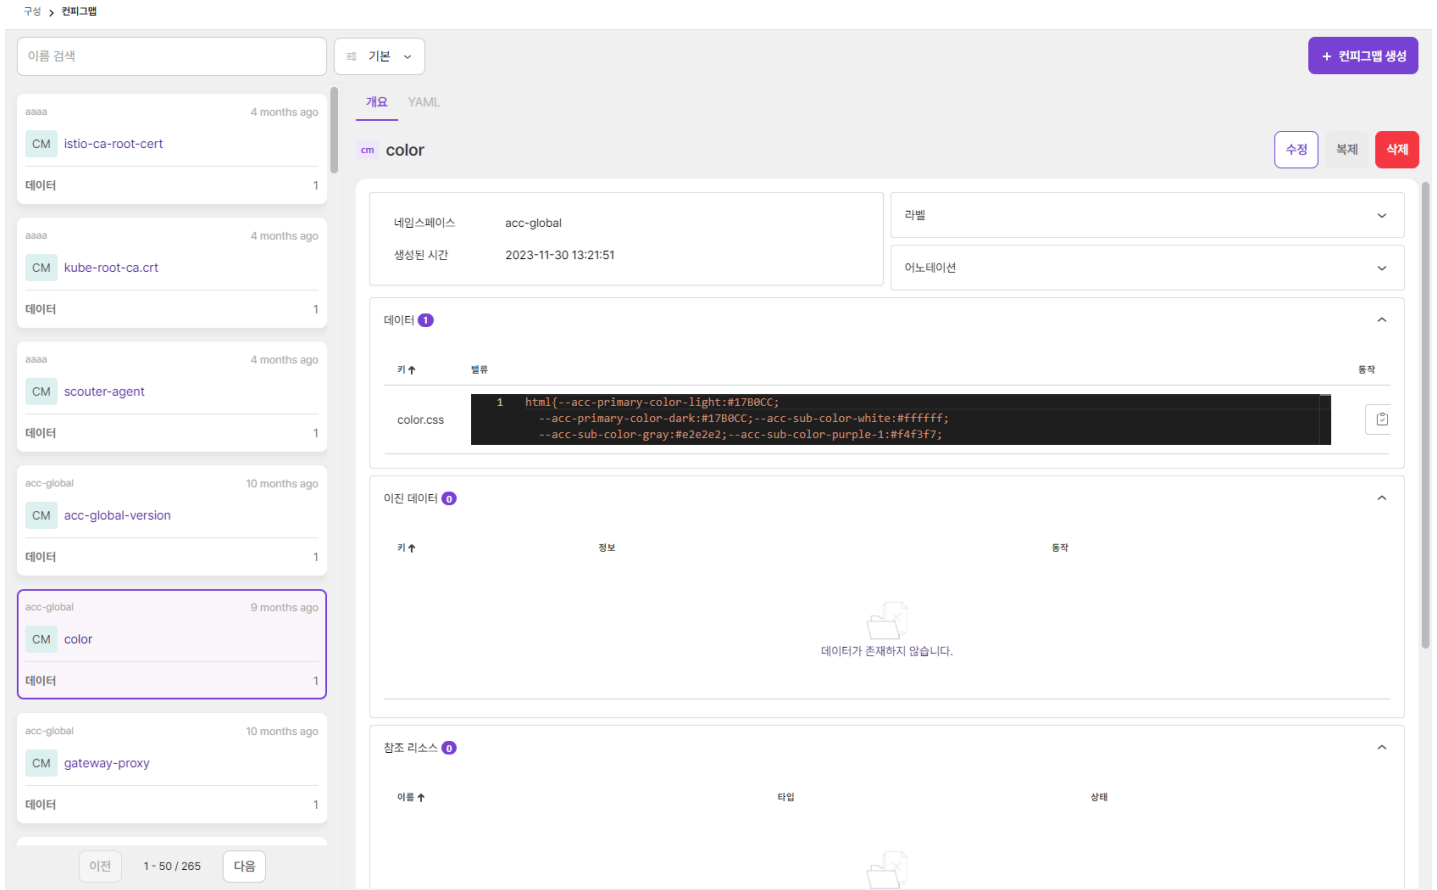 구성 > 컨피그맵
이름 검색
기본
+ 컨피그맵 생성
aaaa 4 months ago
CM istio-ca-root-cert
데이터 1
aaaa 4 months ago
CM kube-root-ca.crt
데이터 1
aaaa 4 months ago
CM scouter-agent
데이터 1
acc-global 10 months ago
CM acc-global-version
데이터 1
acc-global 9 months ago
CM color
데이터 1
acc-global 10 months ago
CM gateway-proxy
데이터 1
이전 1 - 50 / 265 다음
개요 YAML
cm color
수정 복제 삭제
네임스페이스 acc-global
생성된 시간 2023-11-30 13:21:51
라벨
어노테이션
데이터 1
키 밸류 동작
color.css
1 html{--acc-primary-color-light:#17B0CC;
--acc-primary-color-dark:#17B0CC;--acc-sub-color-white:#ffffff;
--acc-sub-color-gray:#e2e2e2;--acc-sub-color-purple-1:#f4f3f7;
이진 데이터 0
키 정보 동작
데이터가 존재하지 않습니다.
참조 리소스 0
이름 타입 상태